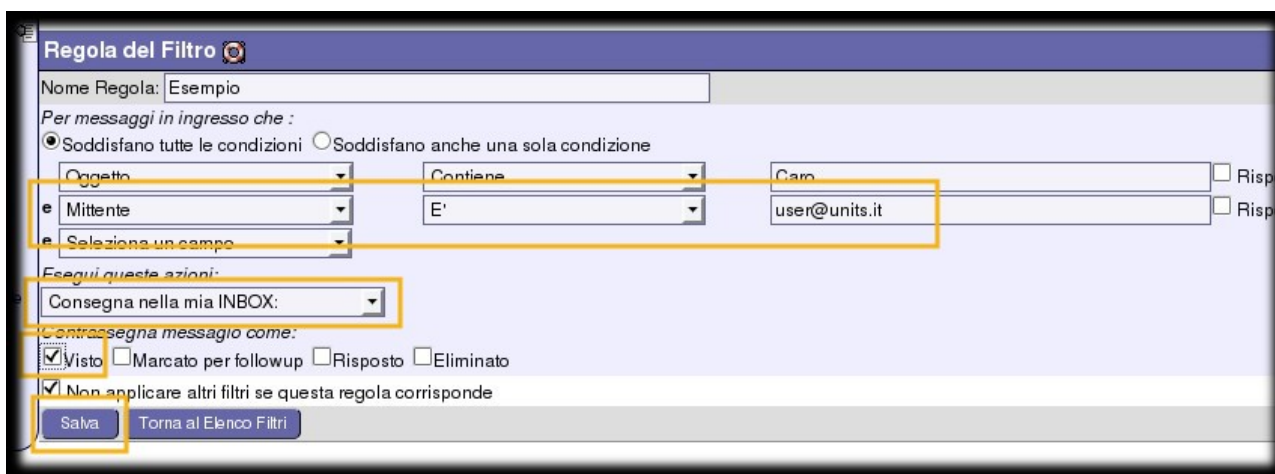 Regola del Filtro
Nome Regola: Esempio
Per messaggi in ingresso che :
Soddisfano tutte le condizioni Soddisfano anche una sola condizione
Oggetto Contiene Caro Risp
e Mittente E' user@units.it Risp
e Seleziona un campo
Esegui queste azioni:
Consegna nella mia INBOX:
Contrassegna messagio come:
Visto Marcato per followup Risposto Eliminato
Non applicare altri filtri se questa regola corrisponde
Salva Torna al Elenco Filtri